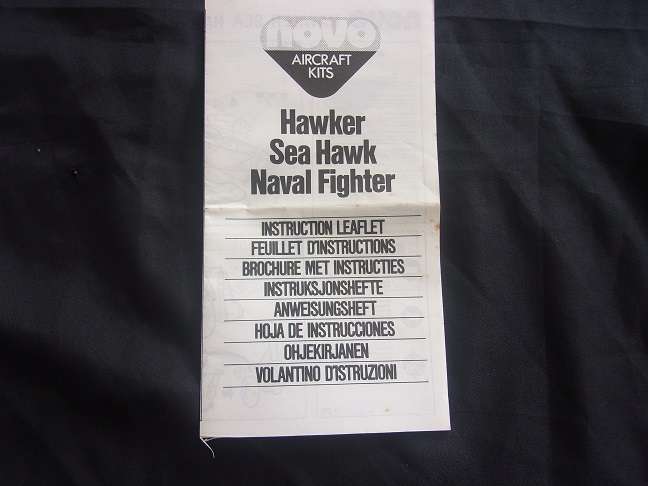 novo
AIRCRAFT
KITS
Hawker
Sea Hawk
Naval Fighter
INSTRUCTION LEAFLET
FEUILLET D'INSTRUCTIONS
BROCHURE MET INSTRUCTIES
INSTRUKSJONSHEFTE
ANWEISUNGSHEFT
HOJA DE INSTRUCCIONES
OHJEKIRJANEN
VOLANTINO D'ISTRUZIONI